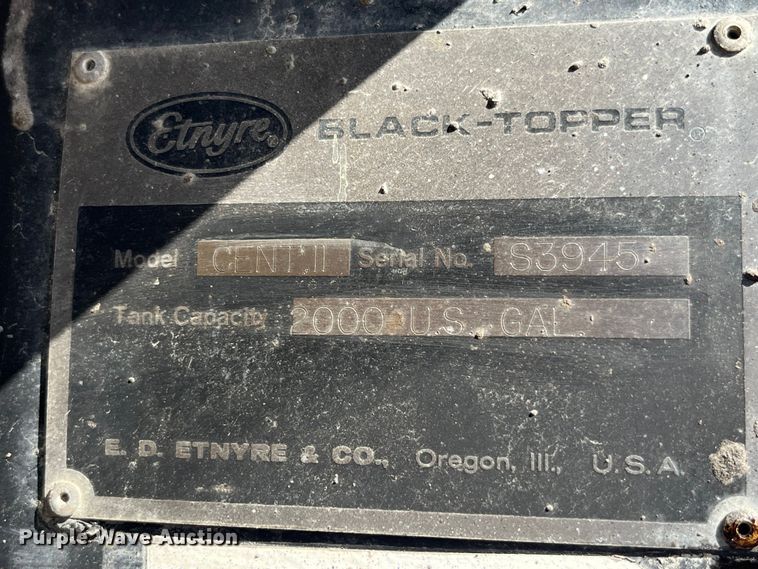 Etnyre® BLACK-TOPPER®
Model CENT II Serial No. S3945
Tank Capacity 2000 U.S. GAL.
E. D. ETNYRE & CO., Oregon, Ill., U.S.A.
Purple Wave Auction